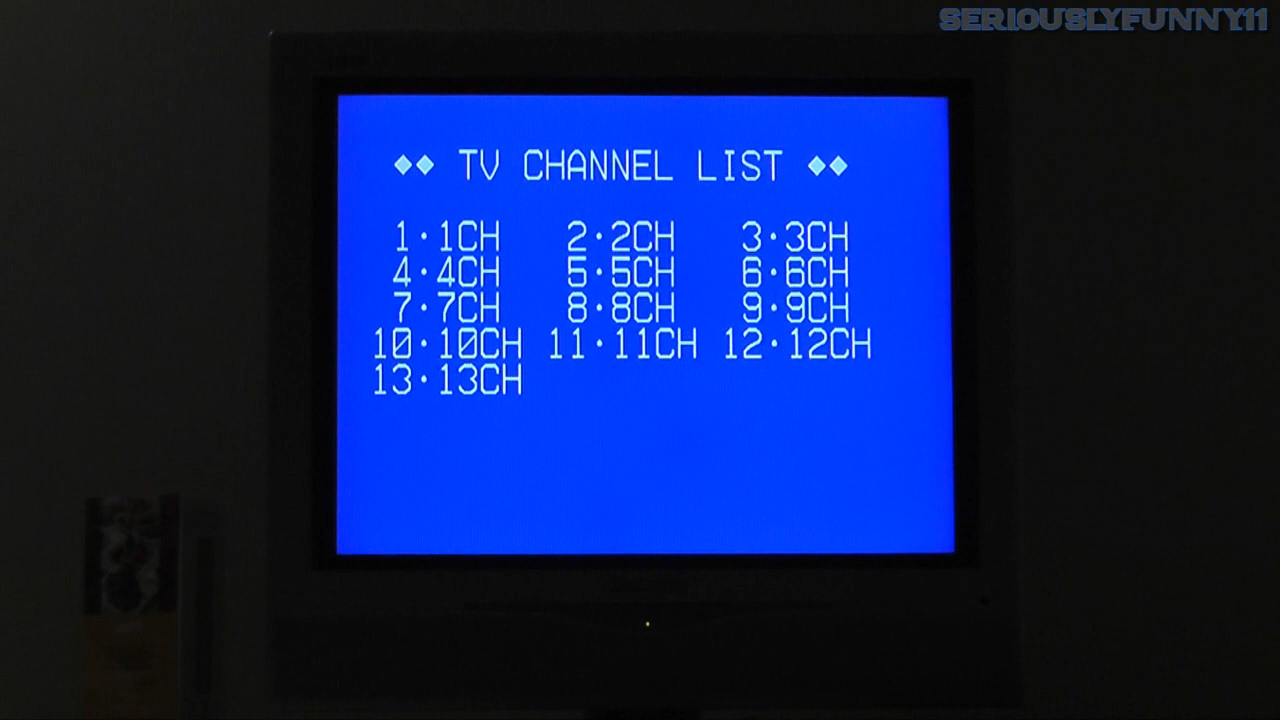 SERIOUSLYFUNNY11
◆◆ TV CHANNEL LIST ◆◆
1·1CH 2·2CH 3·3CH
4·4CH 5·5CH 6·6CH
7·7CH 8·8CH 9·9CH
10·10CH 11·11CH 12·12CH
13·13CH